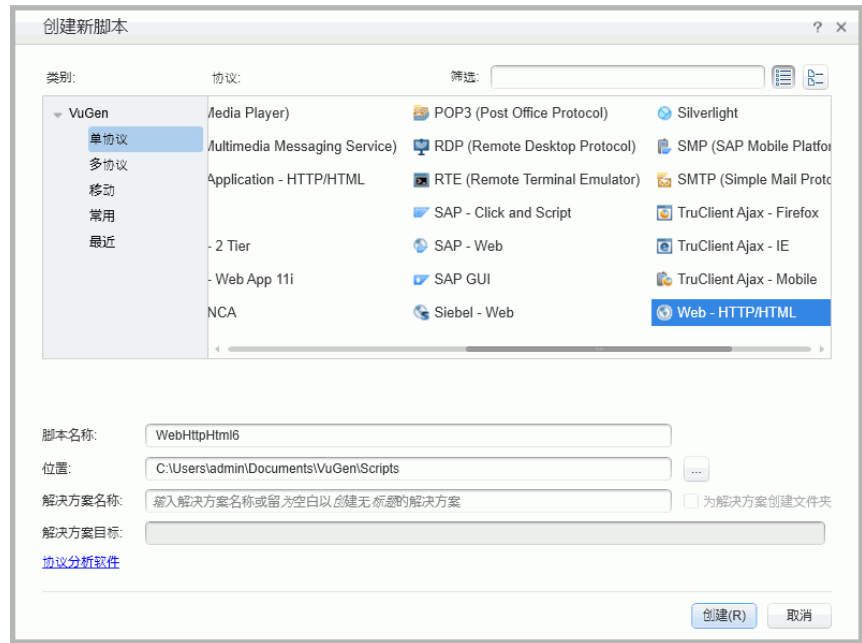 创建新脚本
? ×
类别:
协议:
筛选:
VuGen
单协议
多协议
移动
常用
最近
Media Player)
Multimedia Messaging Service)
Application - HTTP/HTML
- 2 Tier
- Web App 11i
NCA
POP3 (Post Office Protocol)
RDP (Remote Desktop Protocol)
RTE (Remote Terminal Emulator)
SAP - Click and Script
SAP - Web
SAP GUI
Siebel - Web
Silverlight
SMP (SAP Mobile Platfor
SMTP (Simple Mail Proto
TruClient Ajax - Firefox
TruClient Ajax - IE
TruClient Ajax - Mobile
Web - HTTP/HTML
脚本名称: WebHttpHtml6
位置: C:\Users\admin\Documents\VuGen\Scripts ...
解决方案名称: 输入解决方案名称或留为空白以创建无标题的解决方案 为解决方案创建文件夹
解决方案目标:
协议分析软件
创建(R) 取消